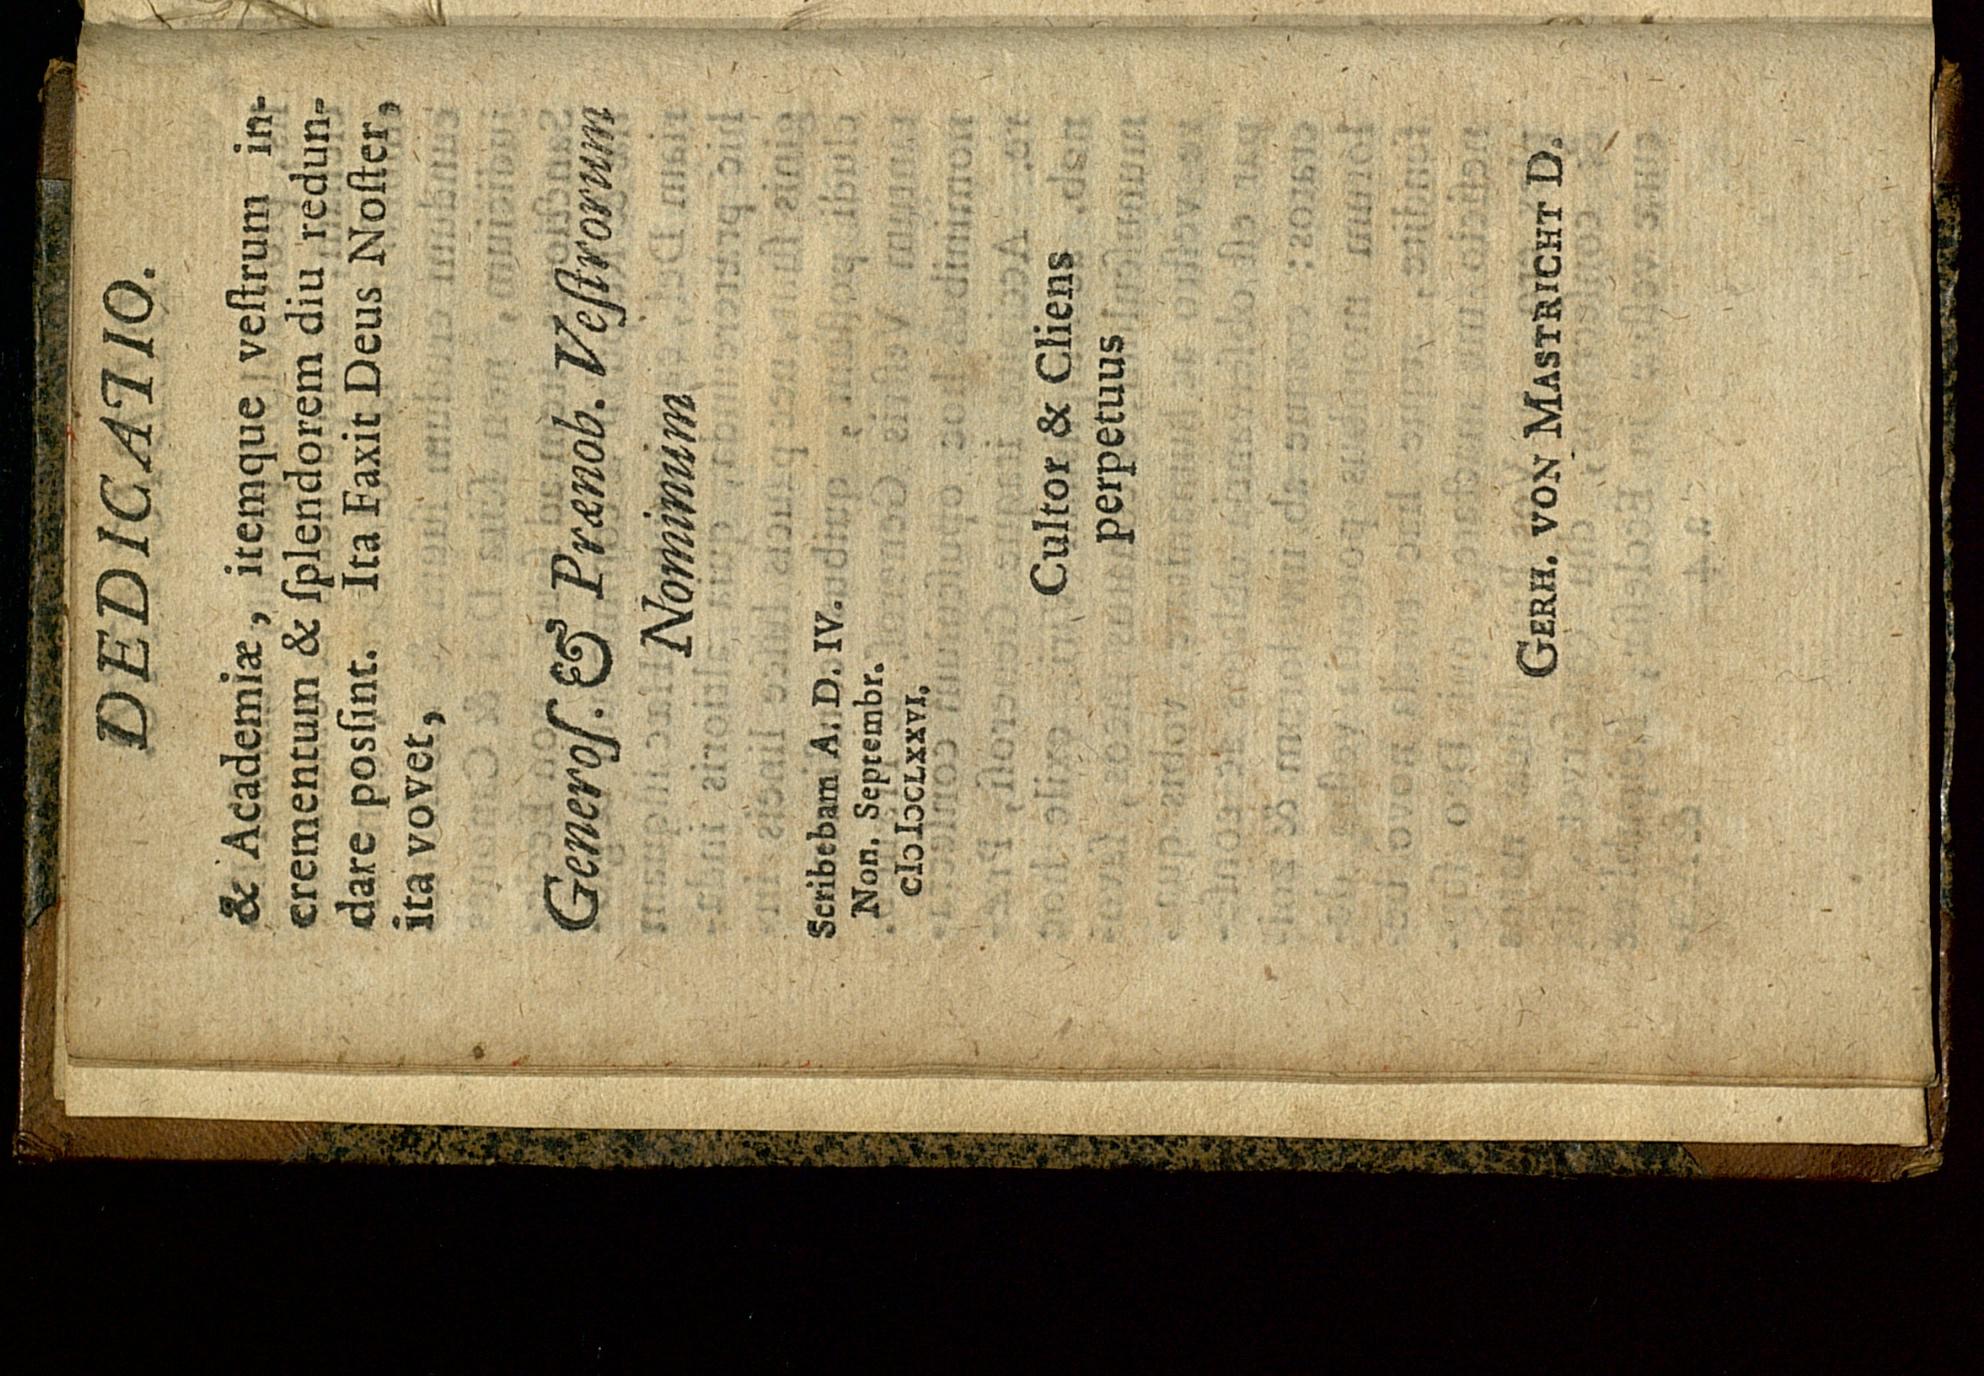 DEDICATIO.
& Academiæ, itemque veſtrum in-
crementum & ſplendorem diu redun-
dare posſint. Ita Faxit Deus Noſter,
ita vovet,
Generoſ. & Prænob. Veſtrorum
Nominum
Scribebam A. D. IV.
Non. Septembr.
cIↄIↄcLxxvI.
Cultor & Cliens
perpetuus
GERH. VON MASTRICHT D.